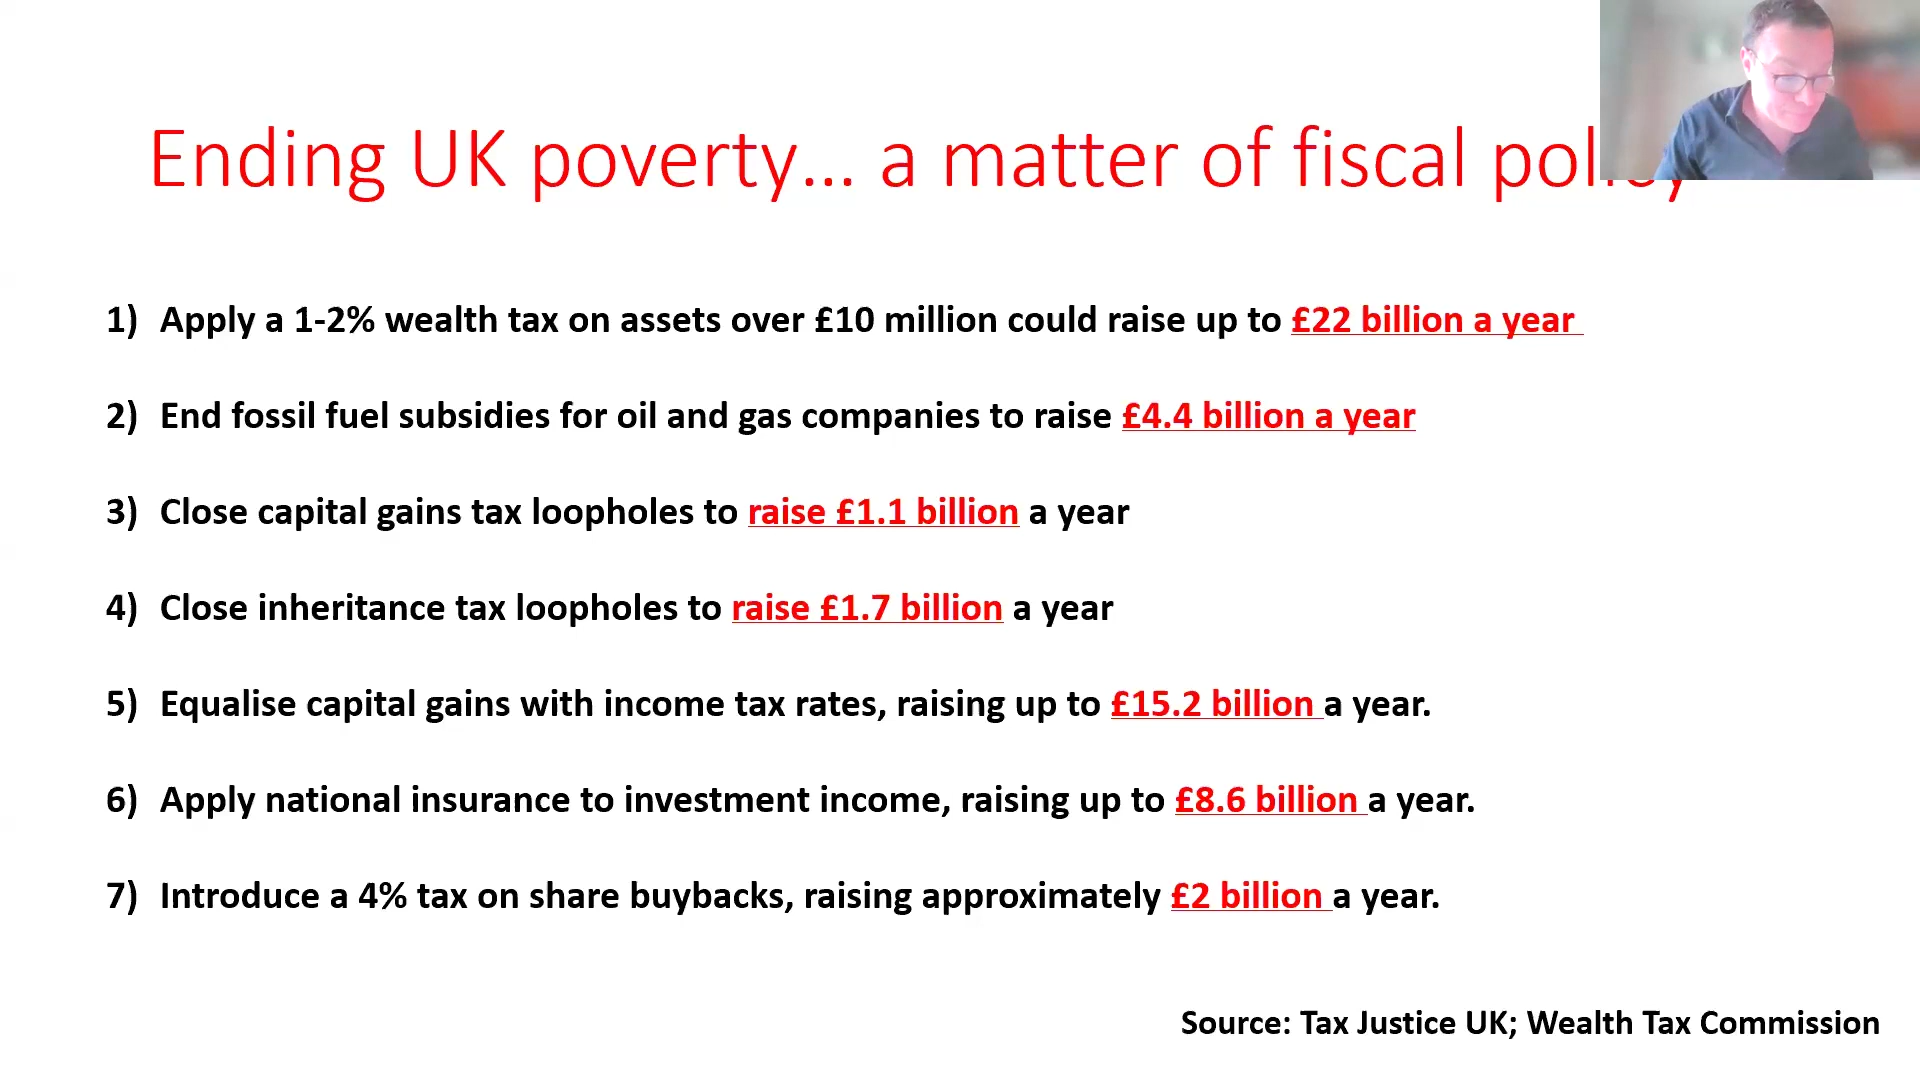 Ending UK poverty... a matter of fiscal policy
1) Apply a 1-2% wealth tax on assets over £10 million could raise up to £22 billion a year
2) End fossil fuel subsidies for oil and gas companies to raise £4.4 billion a year
3) Close capital gains tax loopholes to raise £1.1 billion a year
4) Close inheritance tax loopholes to raise £1.7 billion a year
5) Equalise capital gains with income tax rates, raising up to £15.2 billion a year.
6) Apply national insurance to investment income, raising up to £8.6 billion a year.
7) Introduce a 4% tax on share buybacks, raising approximately £2 billion a year.
Source: Tax Justice UK; Wealth Tax Commission